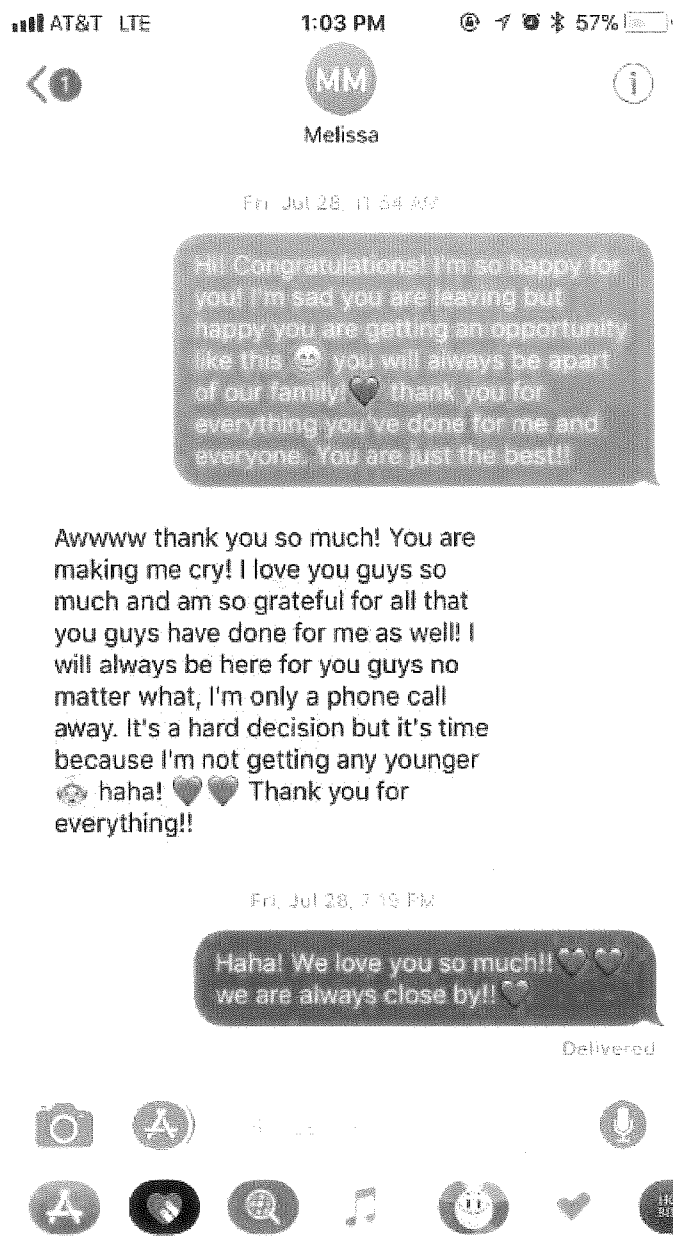 AT&T LTE 1:03 PM 57%
1
MM
Melissa
Fri, Jul 28, 11:54 AM
Hi! Congratulations! I'm so happy for
you! I'm sad you are leaving but
happy you are getting an opportunity
like this 😁 you will always be apart
of our family!❤️ thank you for
everything you've done for me and
everyone. You are just the best!!
Awwww thank you so much! You are
making me cry! I love you guys so
much and am so grateful for all that
you guys have done for me as well! I
will always be here for you guys no
matter what, I'm only a phone call
away. It's a hard decision but it's time
because I'm not getting any younger
haha! ❤️❤️ Thank you for
everything!!
Fri, Jul 28, 7:19 PM
Haha! We love you so much!!❤️❤️
we are always close by!!❤️
Delivered